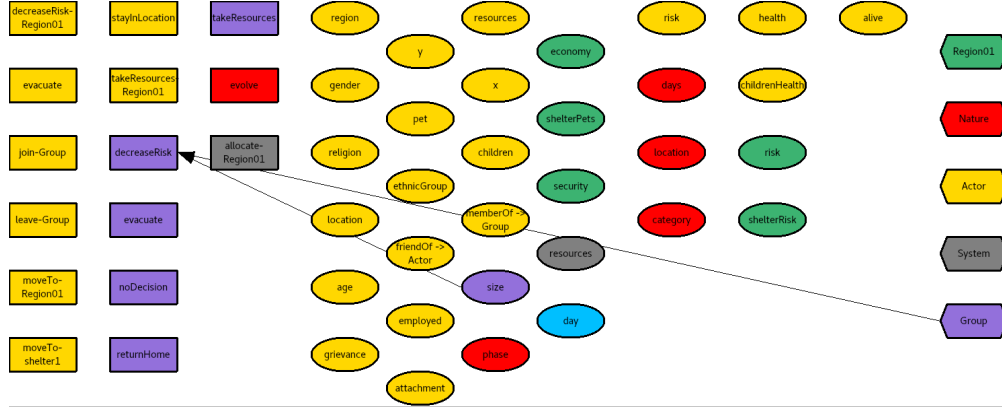 decreaseRisk-
Region01
stayInLocation
takeResources
region
resources
risk
health
alive
y
economy
Region01
evacuate
takeResources-
Region01
evolve
gender
x
days
childrenHealth
pet
shelterPets
Nature
join-Group
decreaseRisk
allocate-
Region01
religion
children
location
risk
ethnicGroup
security
Actor
leave-Group
evacuate
location
memberOf ->
Group
category
shelterRisk
friendOf ->
Actor
resources
System
moveTo-
Region01
noDecision
age
size
employed
day
Group
moveTo-
shelter1
returnHome
grievance
phase
attachment